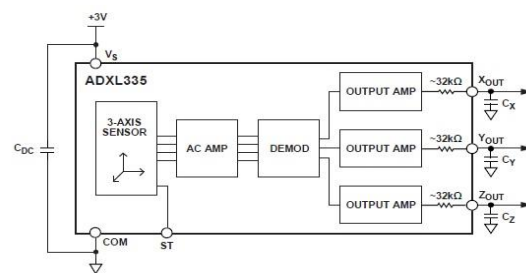 +3V
VS
ADXL335
3-AXIS
SENSOR
AC AMP
DEMOD
OUTPUT AMP
~32kΩ
XOUT
CX
OUTPUT AMP
~32kΩ
YOUT
CY
OUTPUT AMP
~32kΩ
ZOUT
CZ
CDC
COM
ST